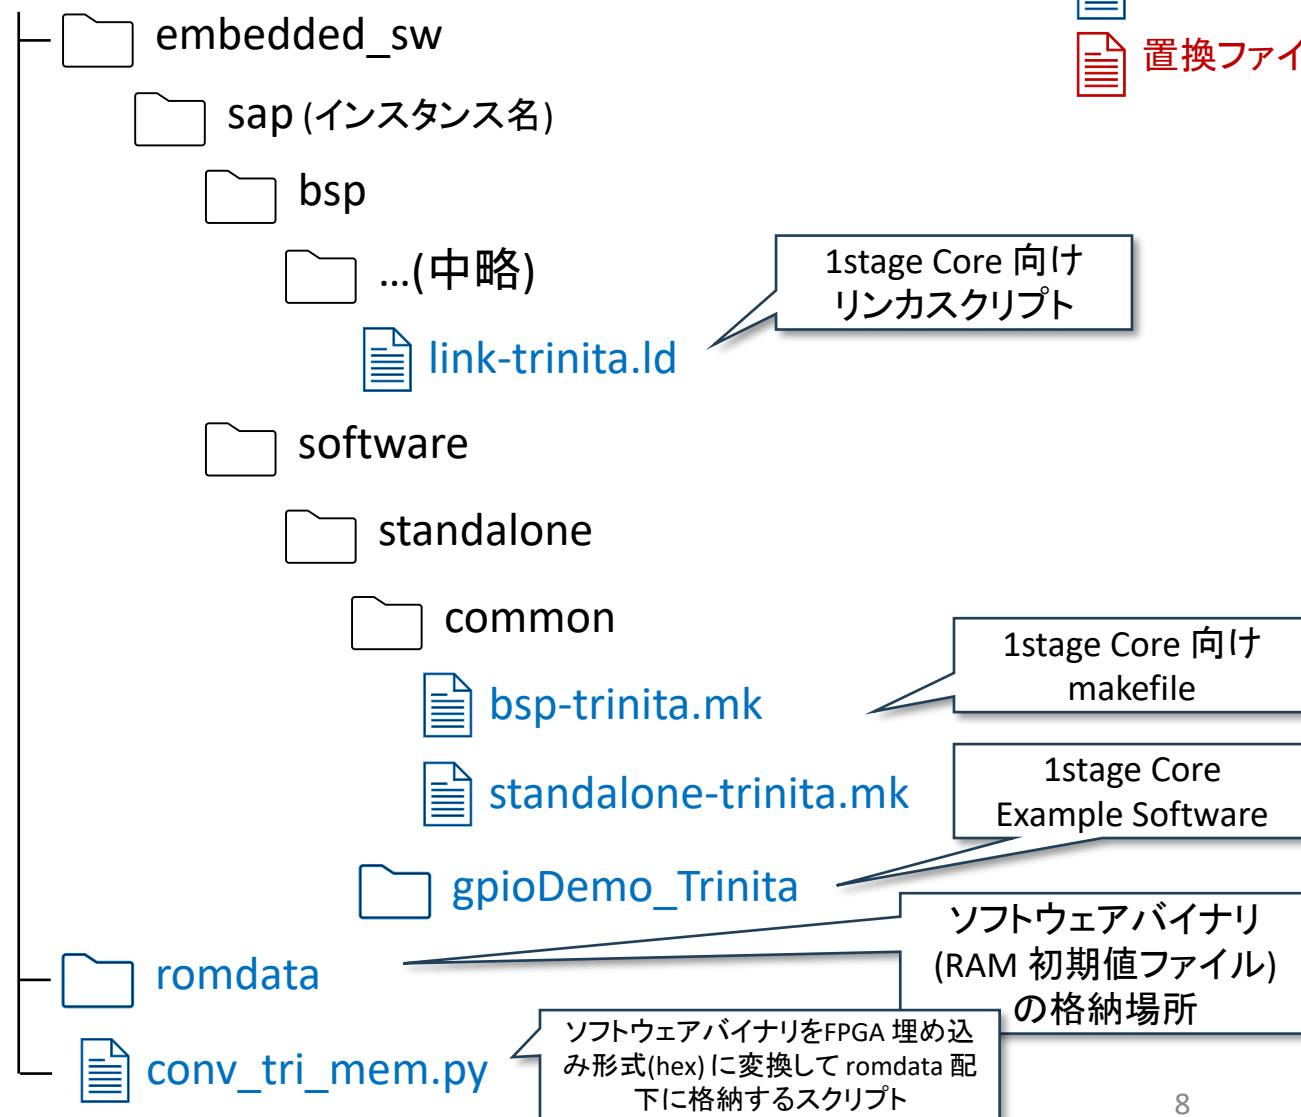 embedded_sw
置換ファイ
sap (インスタンス名)
bsp
...(中略)
1stage Core 向け
リンカスクリプト
link-trinita.ld
software
standalone
common
1stage Core 向け
makefile
bsp-trinita.mk
1stage Core
Example Software
standalone-trinita.mk
gpioDemo_Trinita
ソフトウェアバイナリ
(RAM 初期値ファイル)
の格納場所
romdata
ソフトウェアバイナリをFPGA 埋め込
み形式(hex) に変換して romdata 配
下に格納するスクリプト
conv_tri_mem.py
8